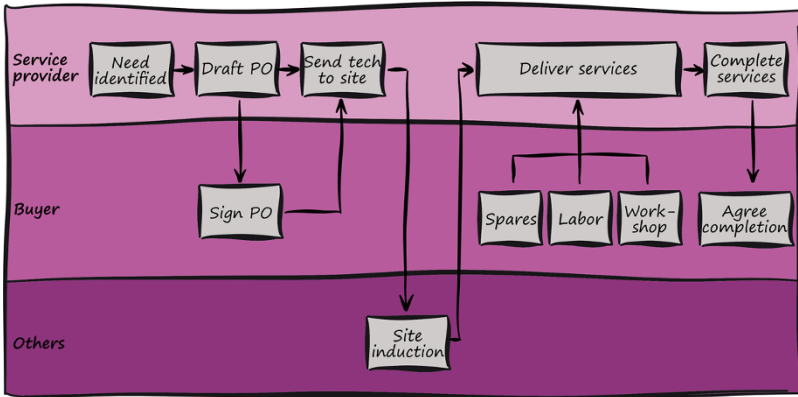 Service
provider
Need
identified
Draft PO
Send tech
to site
Deliver services
Complete
services
Buyer
Sign PO
Spares
Labor
Work-
shop
Agree
completion
Others
Site
induction